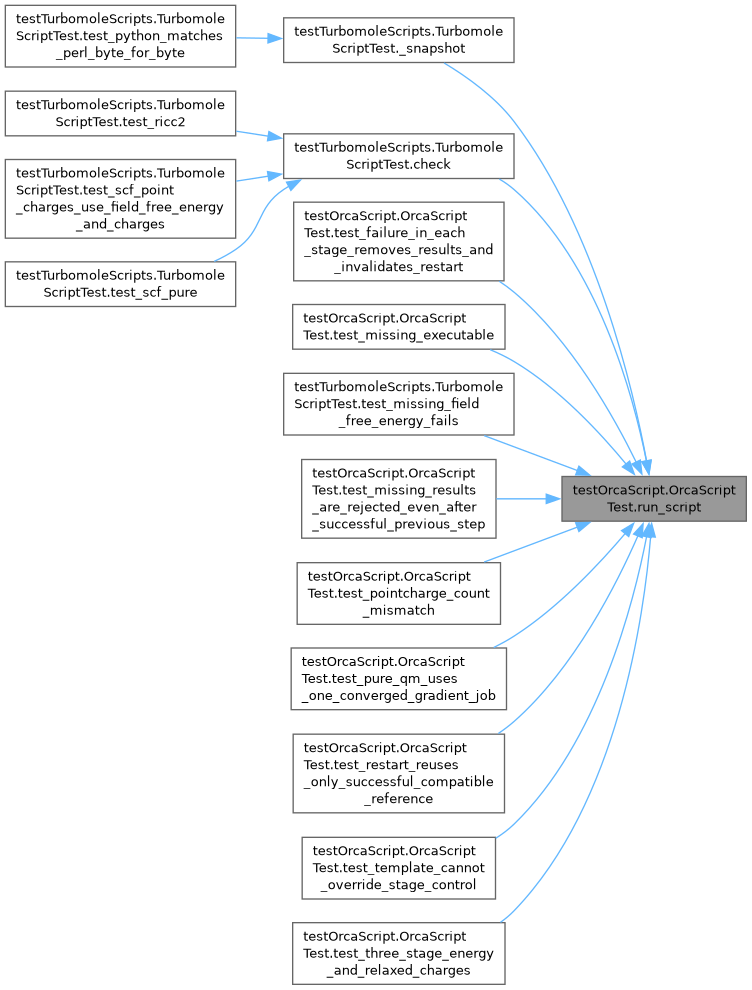 testTurbomoleScripts.Turbomole
ScriptTest.test_python_matches
_perl_byte_for_byte
testTurbomoleScripts.Turbomole
ScriptTest._snapshot
testTurbomoleScripts.Turbomole
ScriptTest.test_ricc2
testTurbomoleScripts.Turbomole
ScriptTest.check
testTurbomoleScripts.Turbomole
ScriptTest.test_scf_point
_charges_use_field_free_energy
_and_charges
testTurbomoleScripts.Turbomole
ScriptTest.test_scf_pure
testOrcaScript.OrcaScript
Test.test_failure_in_each
_stage_removes_results_and
_invalidates_restart
testOrcaScript.OrcaScript
Test.test_missing_executable
testTurbomoleScripts.Turbomole
ScriptTest.test_missing_field
_free_energy_fails
testOrcaScript.OrcaScript
Test.test_missing_results
_are_rejected_even_after
_successful_previous_step
testOrcaScript.OrcaScript
Test.run_script
testOrcaScript.OrcaScript
Test.test_pointcharge_count
_mismatch
testOrcaScript.OrcaScript
Test.test_pure_qm_uses
_one_converged_gradient_job
testOrcaScript.OrcaScript
Test.test_restart_reuses
_only_successful_compatible
_reference
testOrcaScript.OrcaScript
Test.test_template_cannot
_override_stage_control
testOrcaScript.OrcaScript
Test.test_three_stage_energy
_and_relaxed_charges